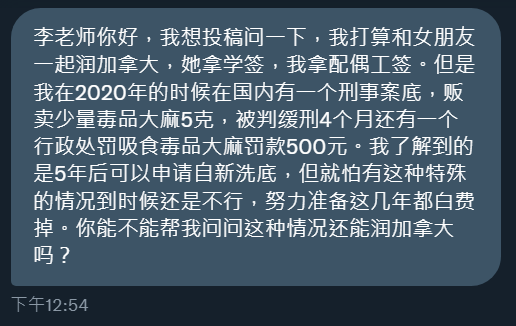 李老师你好，我想投稿问一下，我打算和女朋友
一起润加拿大，她拿学签，我拿配偶工签。但是
我在2020年的时候在国内有一个刑事案底，贩
卖少量毒品大麻5克，被判缓刑4个月还有一个
行政处罚吸食毒品大麻罚款500元。我了解到的
是5年后可以申请自新洗底，但就怕有这种特殊
的情况到时候还是不行，努力准备这几年都白费
掉。你能不能帮我问问这种情况还能润加拿大
吗？
下午12:54